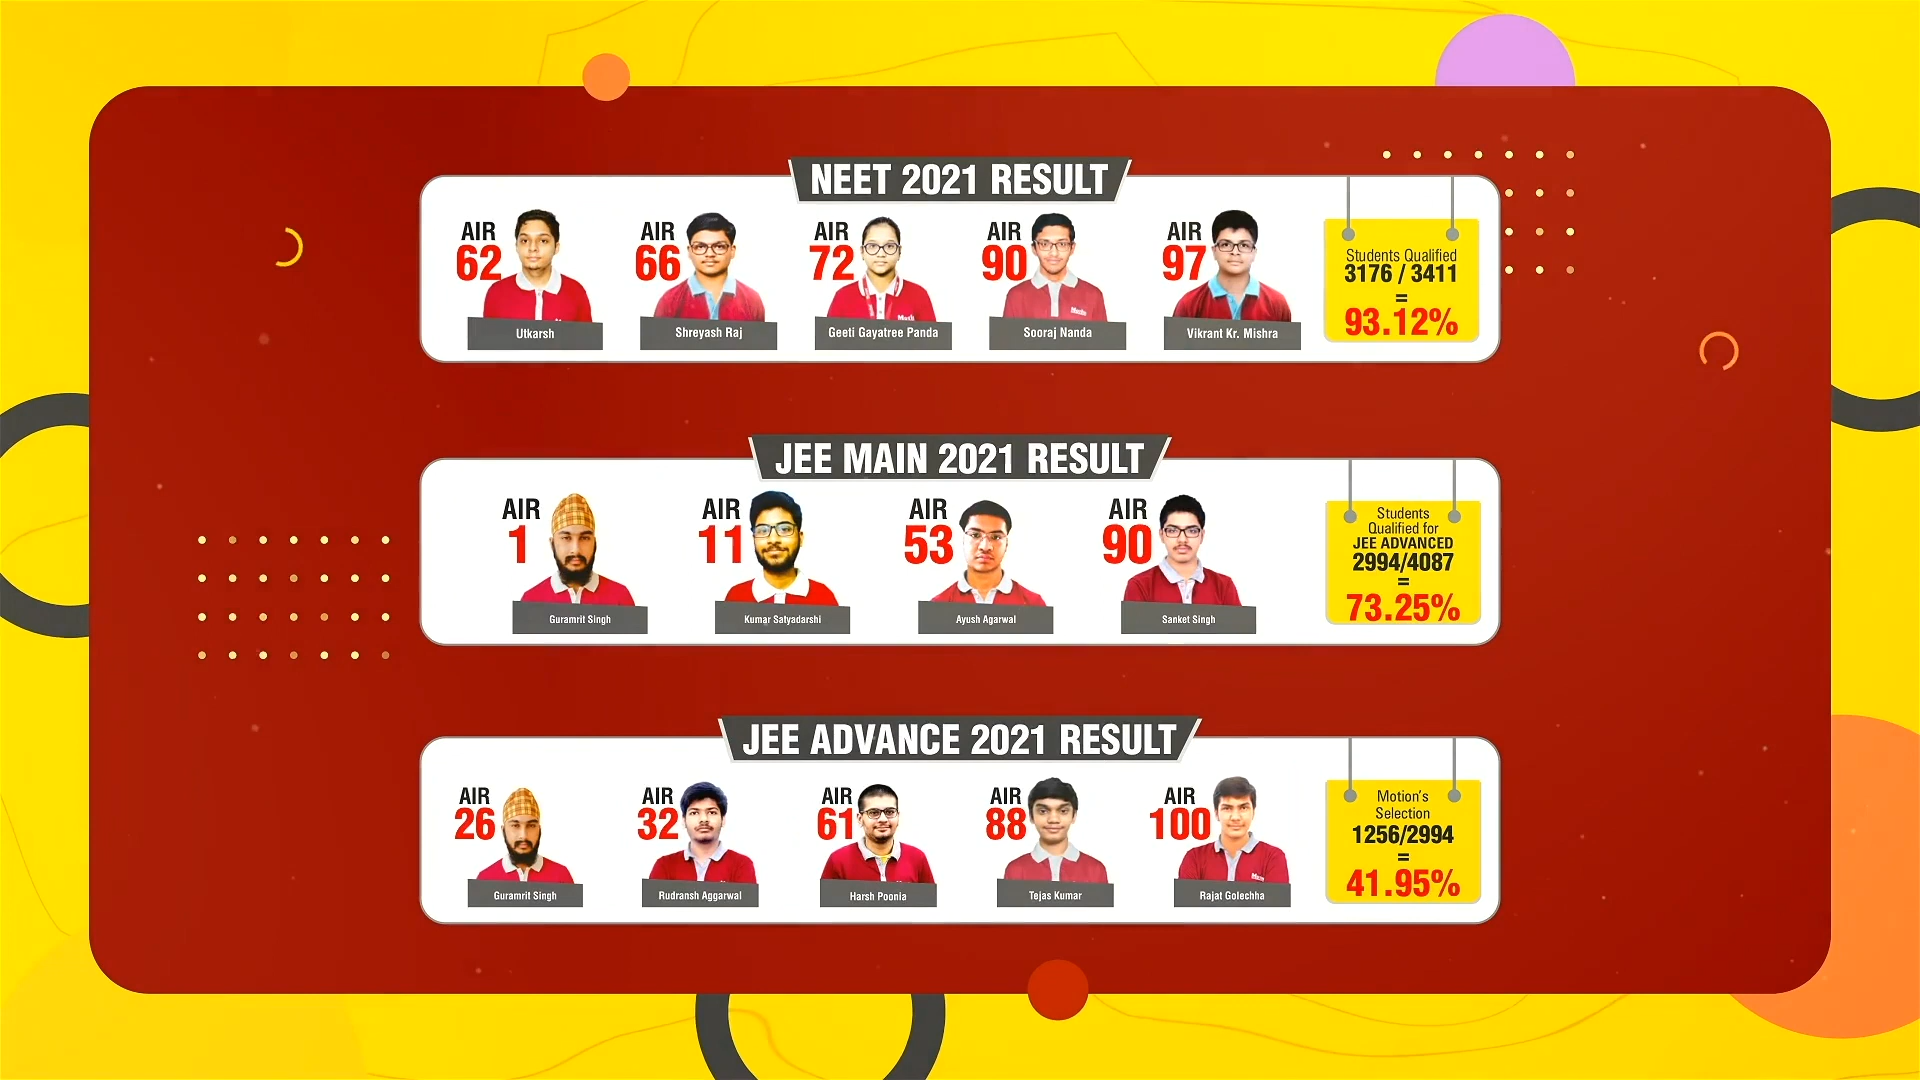 NEET 2021 RESULT
AIR
62
Utkarsh
AIR
66
Shreyash Raj
AIR
72
Geeti Gayatree Panda
AIR
90
Sooraj Nanda
AIR
97
Vikrant Kr. Mishra
Students Qualified
3176 / 3411
=
93.12%
JEE MAIN 2021 RESULT
AIR
1
Guramrit Singh
AIR
11
Kumar Satyadarshi
AIR
53
Ayush Agarwal
AIR
90
Sanket Singh
Students
Qualified for
JEE ADVANCED
2994/4087
=
73.25%
JEE ADVANCE 2021 RESULT
AIR
26
Guramrit Singh
AIR
32
Rudransh Aggarwal
AIR
61
Harsh Poonia
AIR
88
Tejas Kumar
AIR
100
Rajat Golechha
Motion's
Selection
1256/2994
=
41.95%